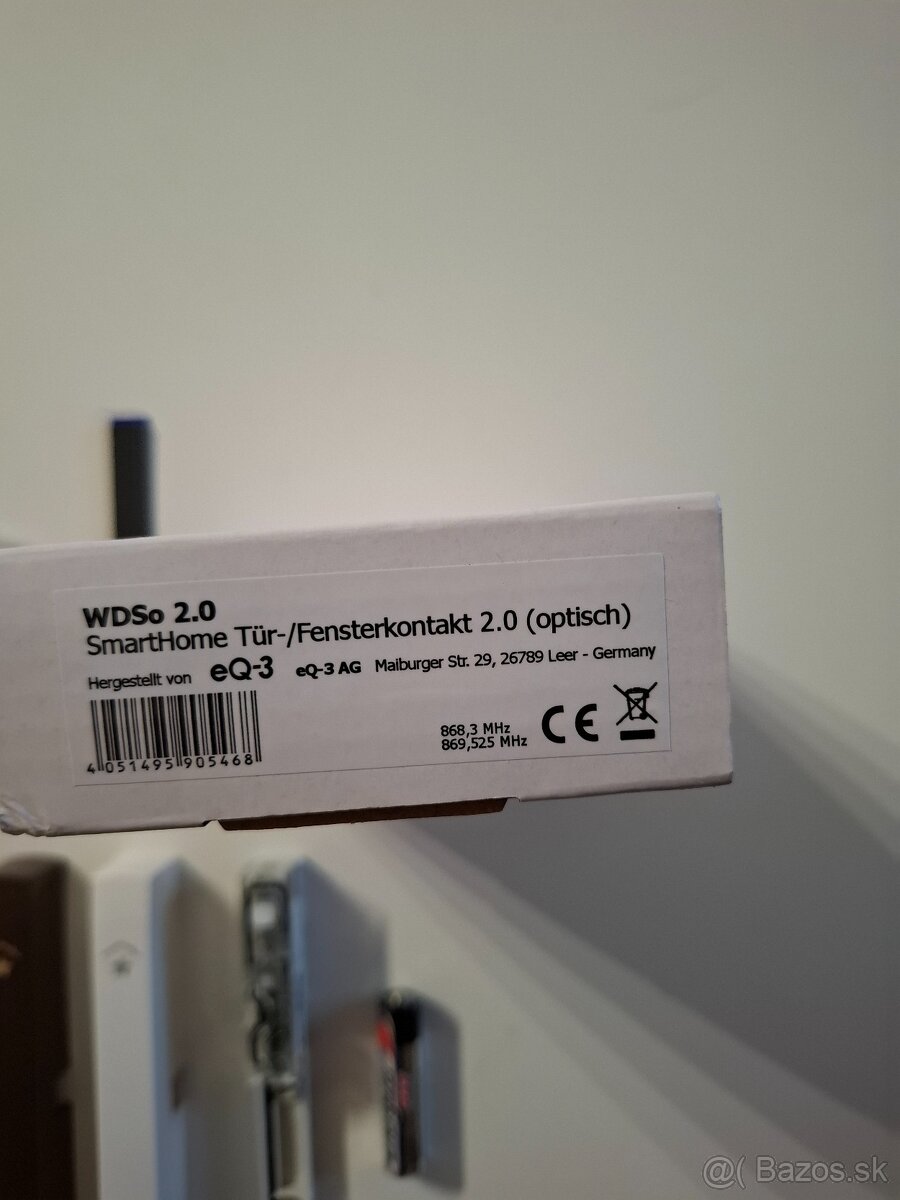 WDSo 2.0
SmartHome Tür-/Fensterkontakt 2.0 (optisch)
Hergestellt von eQ-3 eQ-3 AG Maiburger Str. 29, 26789 Leer - Germany
868,3 MHz
869,525 MHz
CE
4 051495 905468
@( Bazos.sk